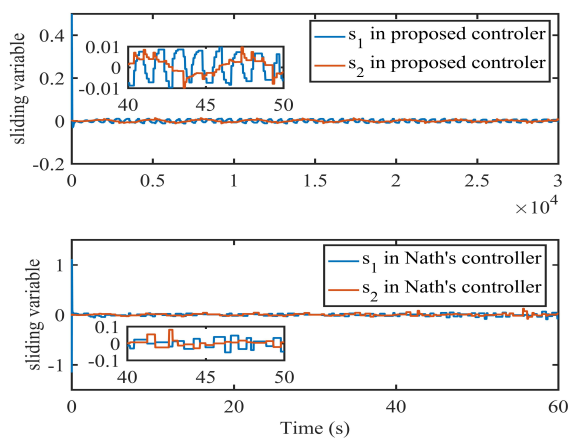 0.4
0.2
0
-0.2
sliding variable
0.01
0
-0.01
40 45 50
s1 in proposed controler
s2 in proposed controler
0 0.5 1 1.5 2 2.5 3
×10^4
1
0
-1
sliding variable
0.1
0
-0.1
40 45 50
s1 in Nath's controller
s2 in Nath's controller
0 20 40 60
Time (s)